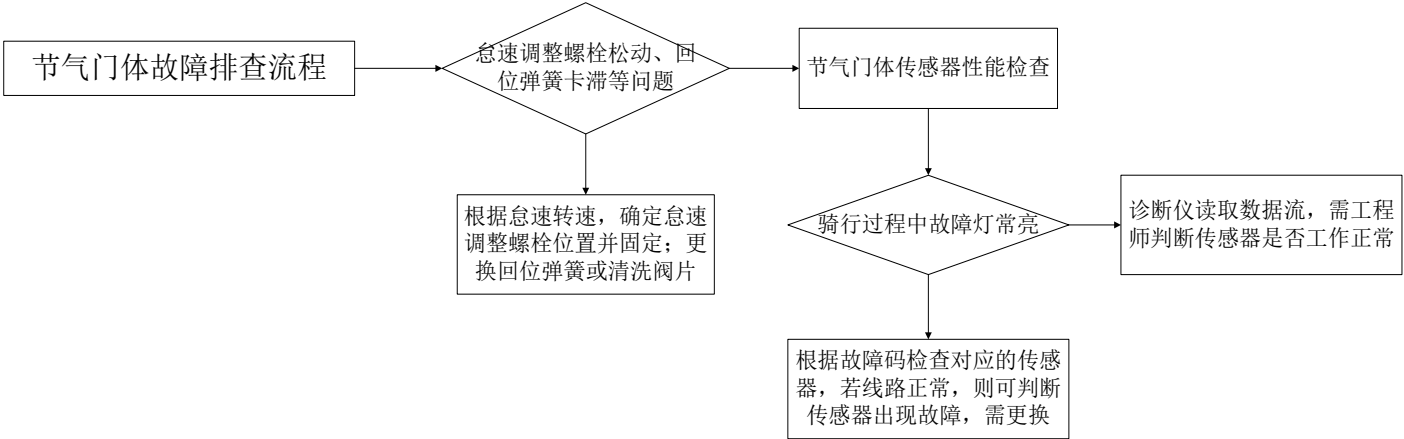 节气门体故障排查流程
怠速调整螺栓松动、回
位弹簧卡滞等问题
节气门体传感器性能检查
根据怠速转速，确定怠速
调整螺栓位置并固定；更
换回位弹簧或清洗阀片
骑行过程中故障灯常亮
诊断仪读取数据流，需工程
师判断传感器是否工作正常
根据故障码检查对应的传感
器，若线路正常，则可判断
传感器出现故障，需更换